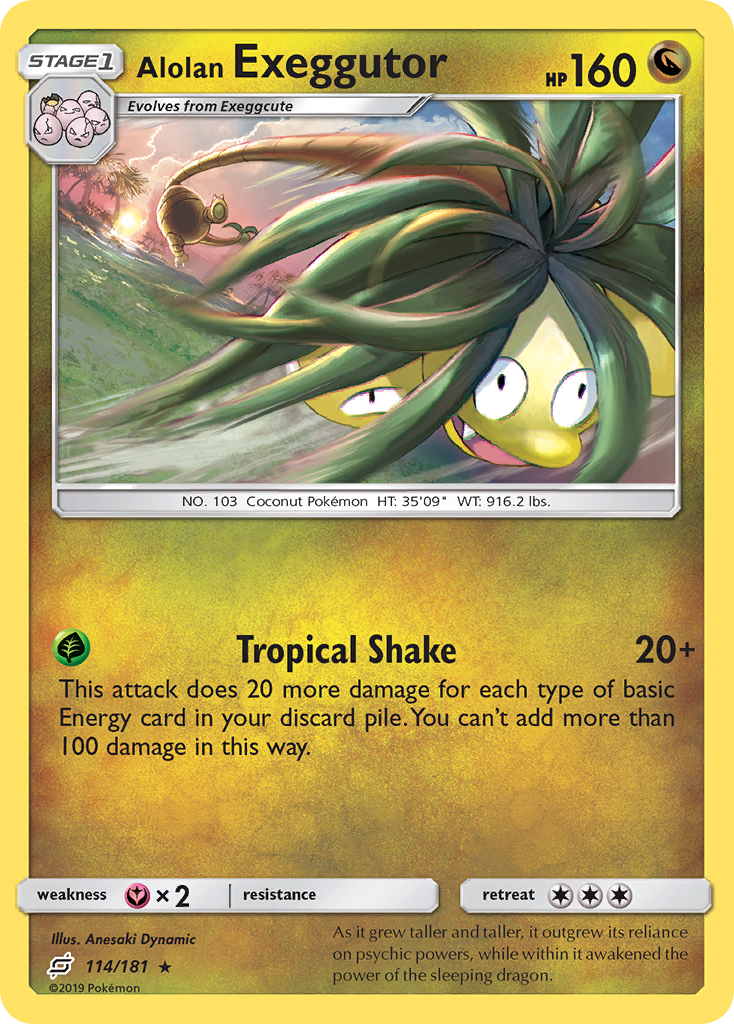 STAGE1
Alolan Exeggutor
HP160
Evolves from Exeggcute
NO. 103 Coconut Pokémon HT: 35'09" WT: 916.2 lbs.
Tropical Shake 20+
This attack does 20 more damage for each type of basic
Energy card in your discard pile. You can't add more than
100 damage in this way.
weakness ×2 resistance retreat
Illus. Anesaki Dynamic
114/181 ★
©2019 Pokémon
As it grew taller and taller, it outgrew its reliance
on psychic powers, while within it awakened the
power of the sleeping dragon.